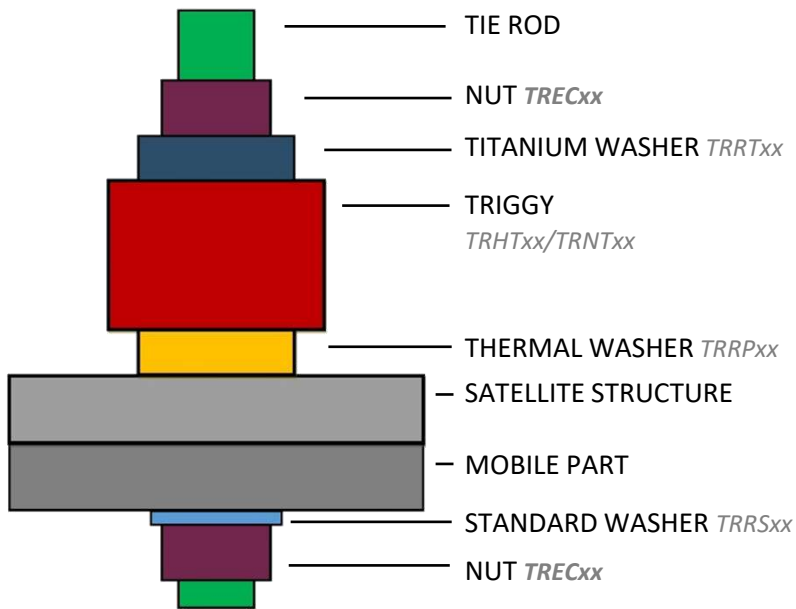 TIE ROD
NUT TRECxx
TITANIUM WASHER TRRTxx
TRIGGY
TRHTxx/TRNTxx
THERMAL WASHER TRRPxx
SATELLITE STRUCTURE
MOBILE PART
STANDARD WASHER TRRSxx
NUT TRECxx